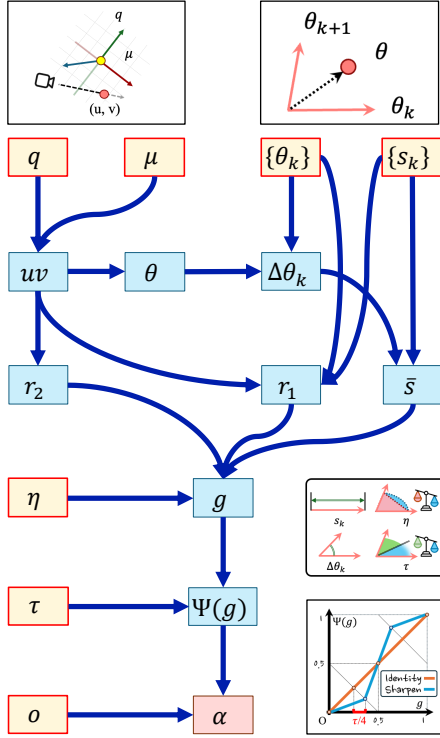 q
μ
(u, v)
θₖ₊₁
θ
θₖ
q
μ
{θₖ}
{sₖ}
uv
θ
Δθₖ
r₂
r₁
s̄
η
g
sₖ
η
Δθₖ
τ
τ
Ψ(g)
Ψ(g)
1
0.5
Identity
Sharpen
O
τ/4
0.5
g
1
o
α